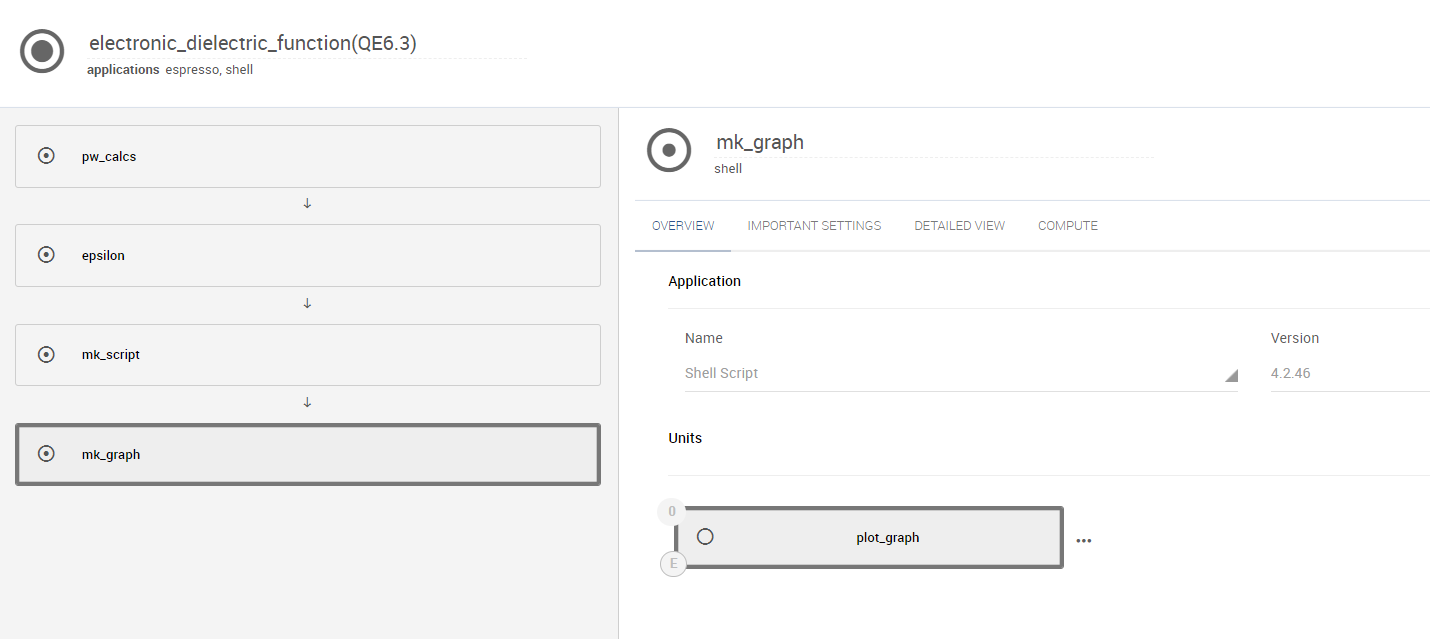 electronic_dielectric_function(QE6.3)
applications espresso, shell
pw_calcs
↓
epsilon
↓
mk_script
↓
mk_graph
mk_graph
shell
OVERVIEW IMPORTANT SETTINGS DETAILED VIEW COMPUTE
Application
Name Version
Shell Script 4.2.46
Units
0
plot_graph •••
E